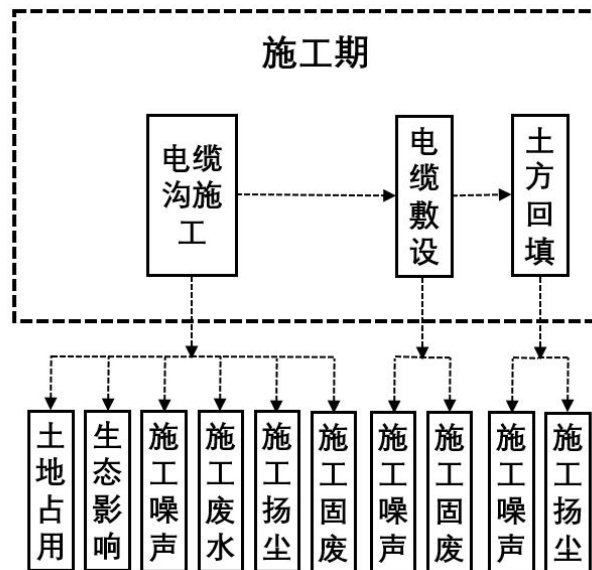 施工期
电缆
沟施
工
电缆敷设
土方回填
土地占用
生态影响
施工噪声
施工废水
施工扬尘
施工固废
施工噪声
施工固废
施工噪声
施工扬尘